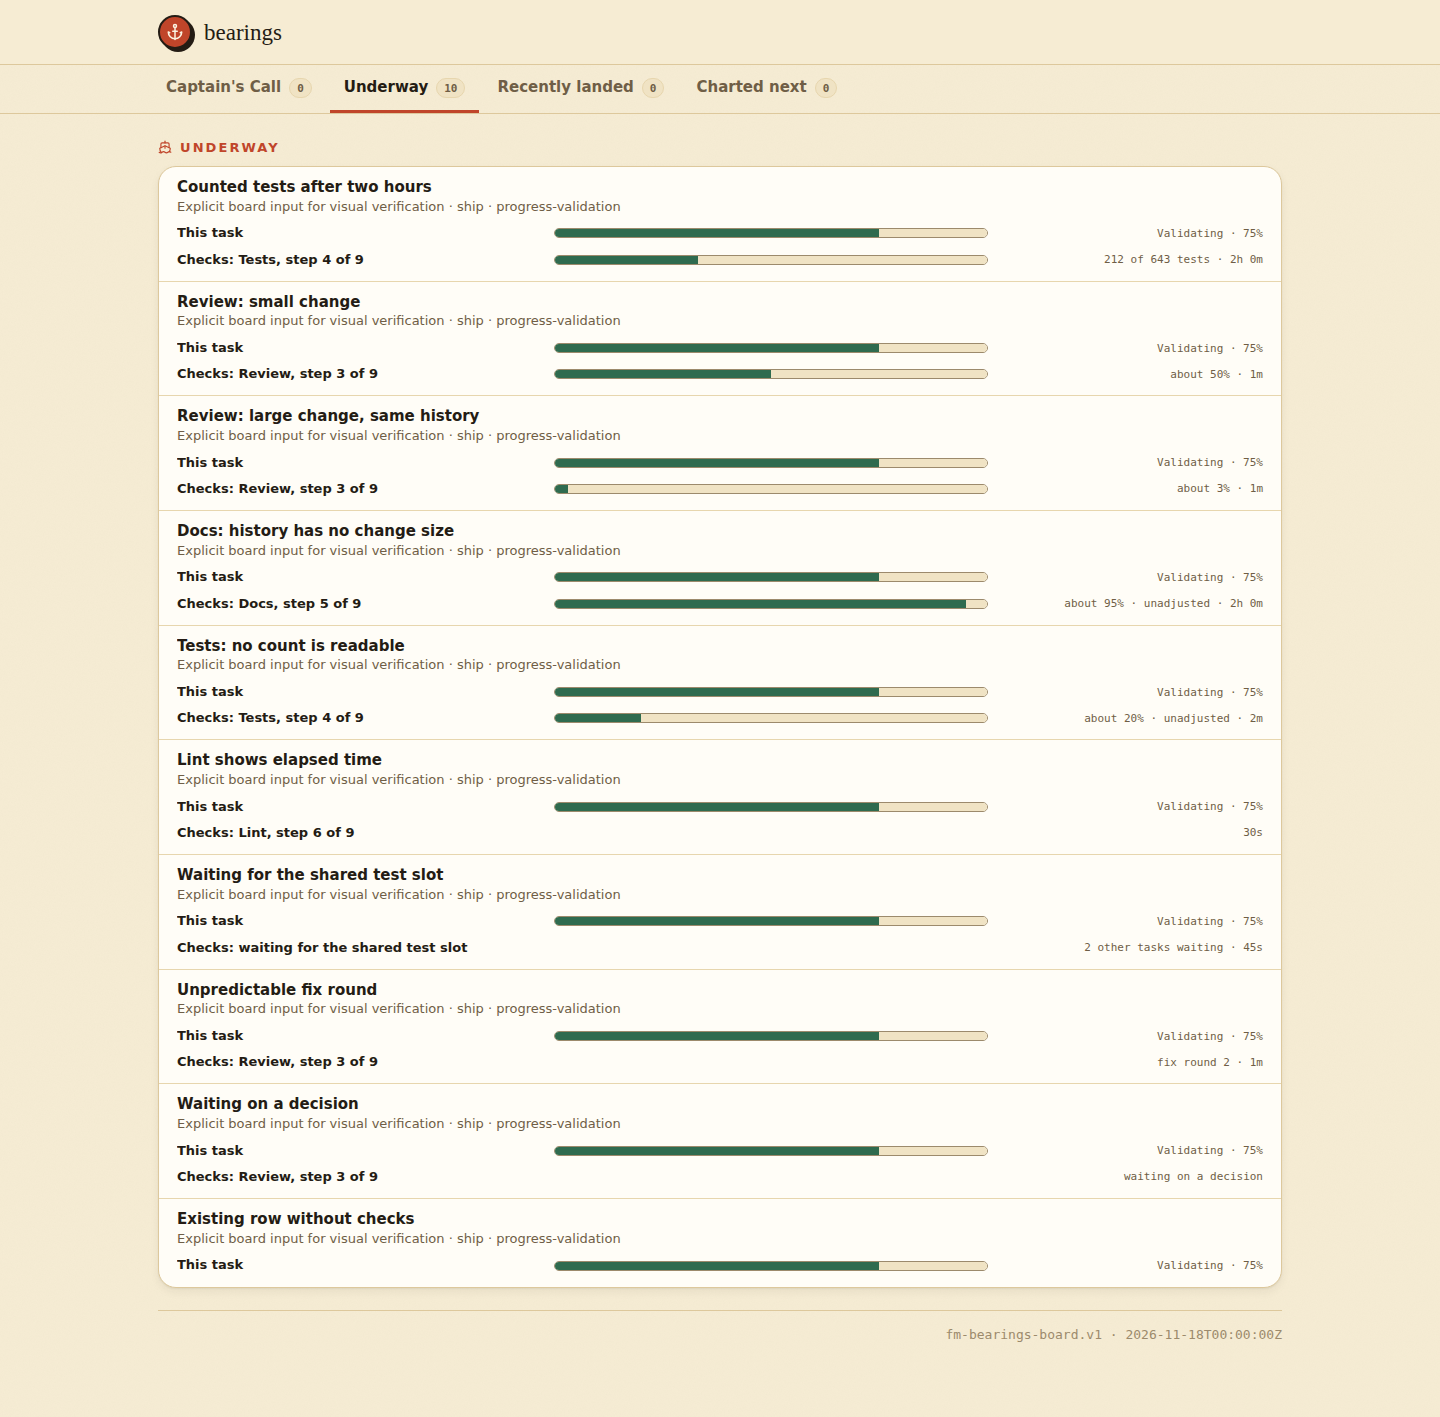 bearings
Captain's Call 0 Underway 10 Recently landed 0 Charted next 0
UNDERWAY
Counted tests after two hours
Explicit board input for visual verification · ship · progress-validation
This task Validating · 75%
Checks: Tests, step 4 of 9 212 of 643 tests · 2h 0m
Review: small change
Explicit board input for visual verification · ship · progress-validation
This task Validating · 75%
Checks: Review, step 3 of 9 about 50% · 1m
Review: large change, same history
Explicit board input for visual verification · ship · progress-validation
This task Validating · 75%
Checks: Review, step 3 of 9 about 3% · 1m
Docs: history has no change size
Explicit board input for visual verification · ship · progress-validation
This task Validating · 75%
Checks: Docs, step 5 of 9 about 95% · unadjusted · 2h 0m
Tests: no count is readable
Explicit board input for visual verification · ship · progress-validation
This task Validating · 75%
Checks: Tests, step 4 of 9 about 20% · unadjusted · 2m
Lint shows elapsed time
Explicit board input for visual verification · ship · progress-validation
This task Validating · 75%
Checks: Lint, step 6 of 9 30s
Waiting for the shared test slot
Explicit board input for visual verification · ship · progress-validation
This task Validating · 75%
Checks: waiting for the shared test slot 2 other tasks waiting · 45s
Unpredictable fix round
Explicit board input for visual verification · ship · progress-validation
This task Validating · 75%
Checks: Review, step 3 of 9 fix round 2 · 1m
Waiting on a decision
Explicit board input for visual verification · ship · progress-validation
This task Validating · 75%
Checks: Review, step 3 of 9 waiting on a decision
Existing row without checks
Explicit board input for visual verification · ship · progress-validation
This task Validating · 75%
fm-bearings-board.v1 · 2026-11-18T00:00:00Z